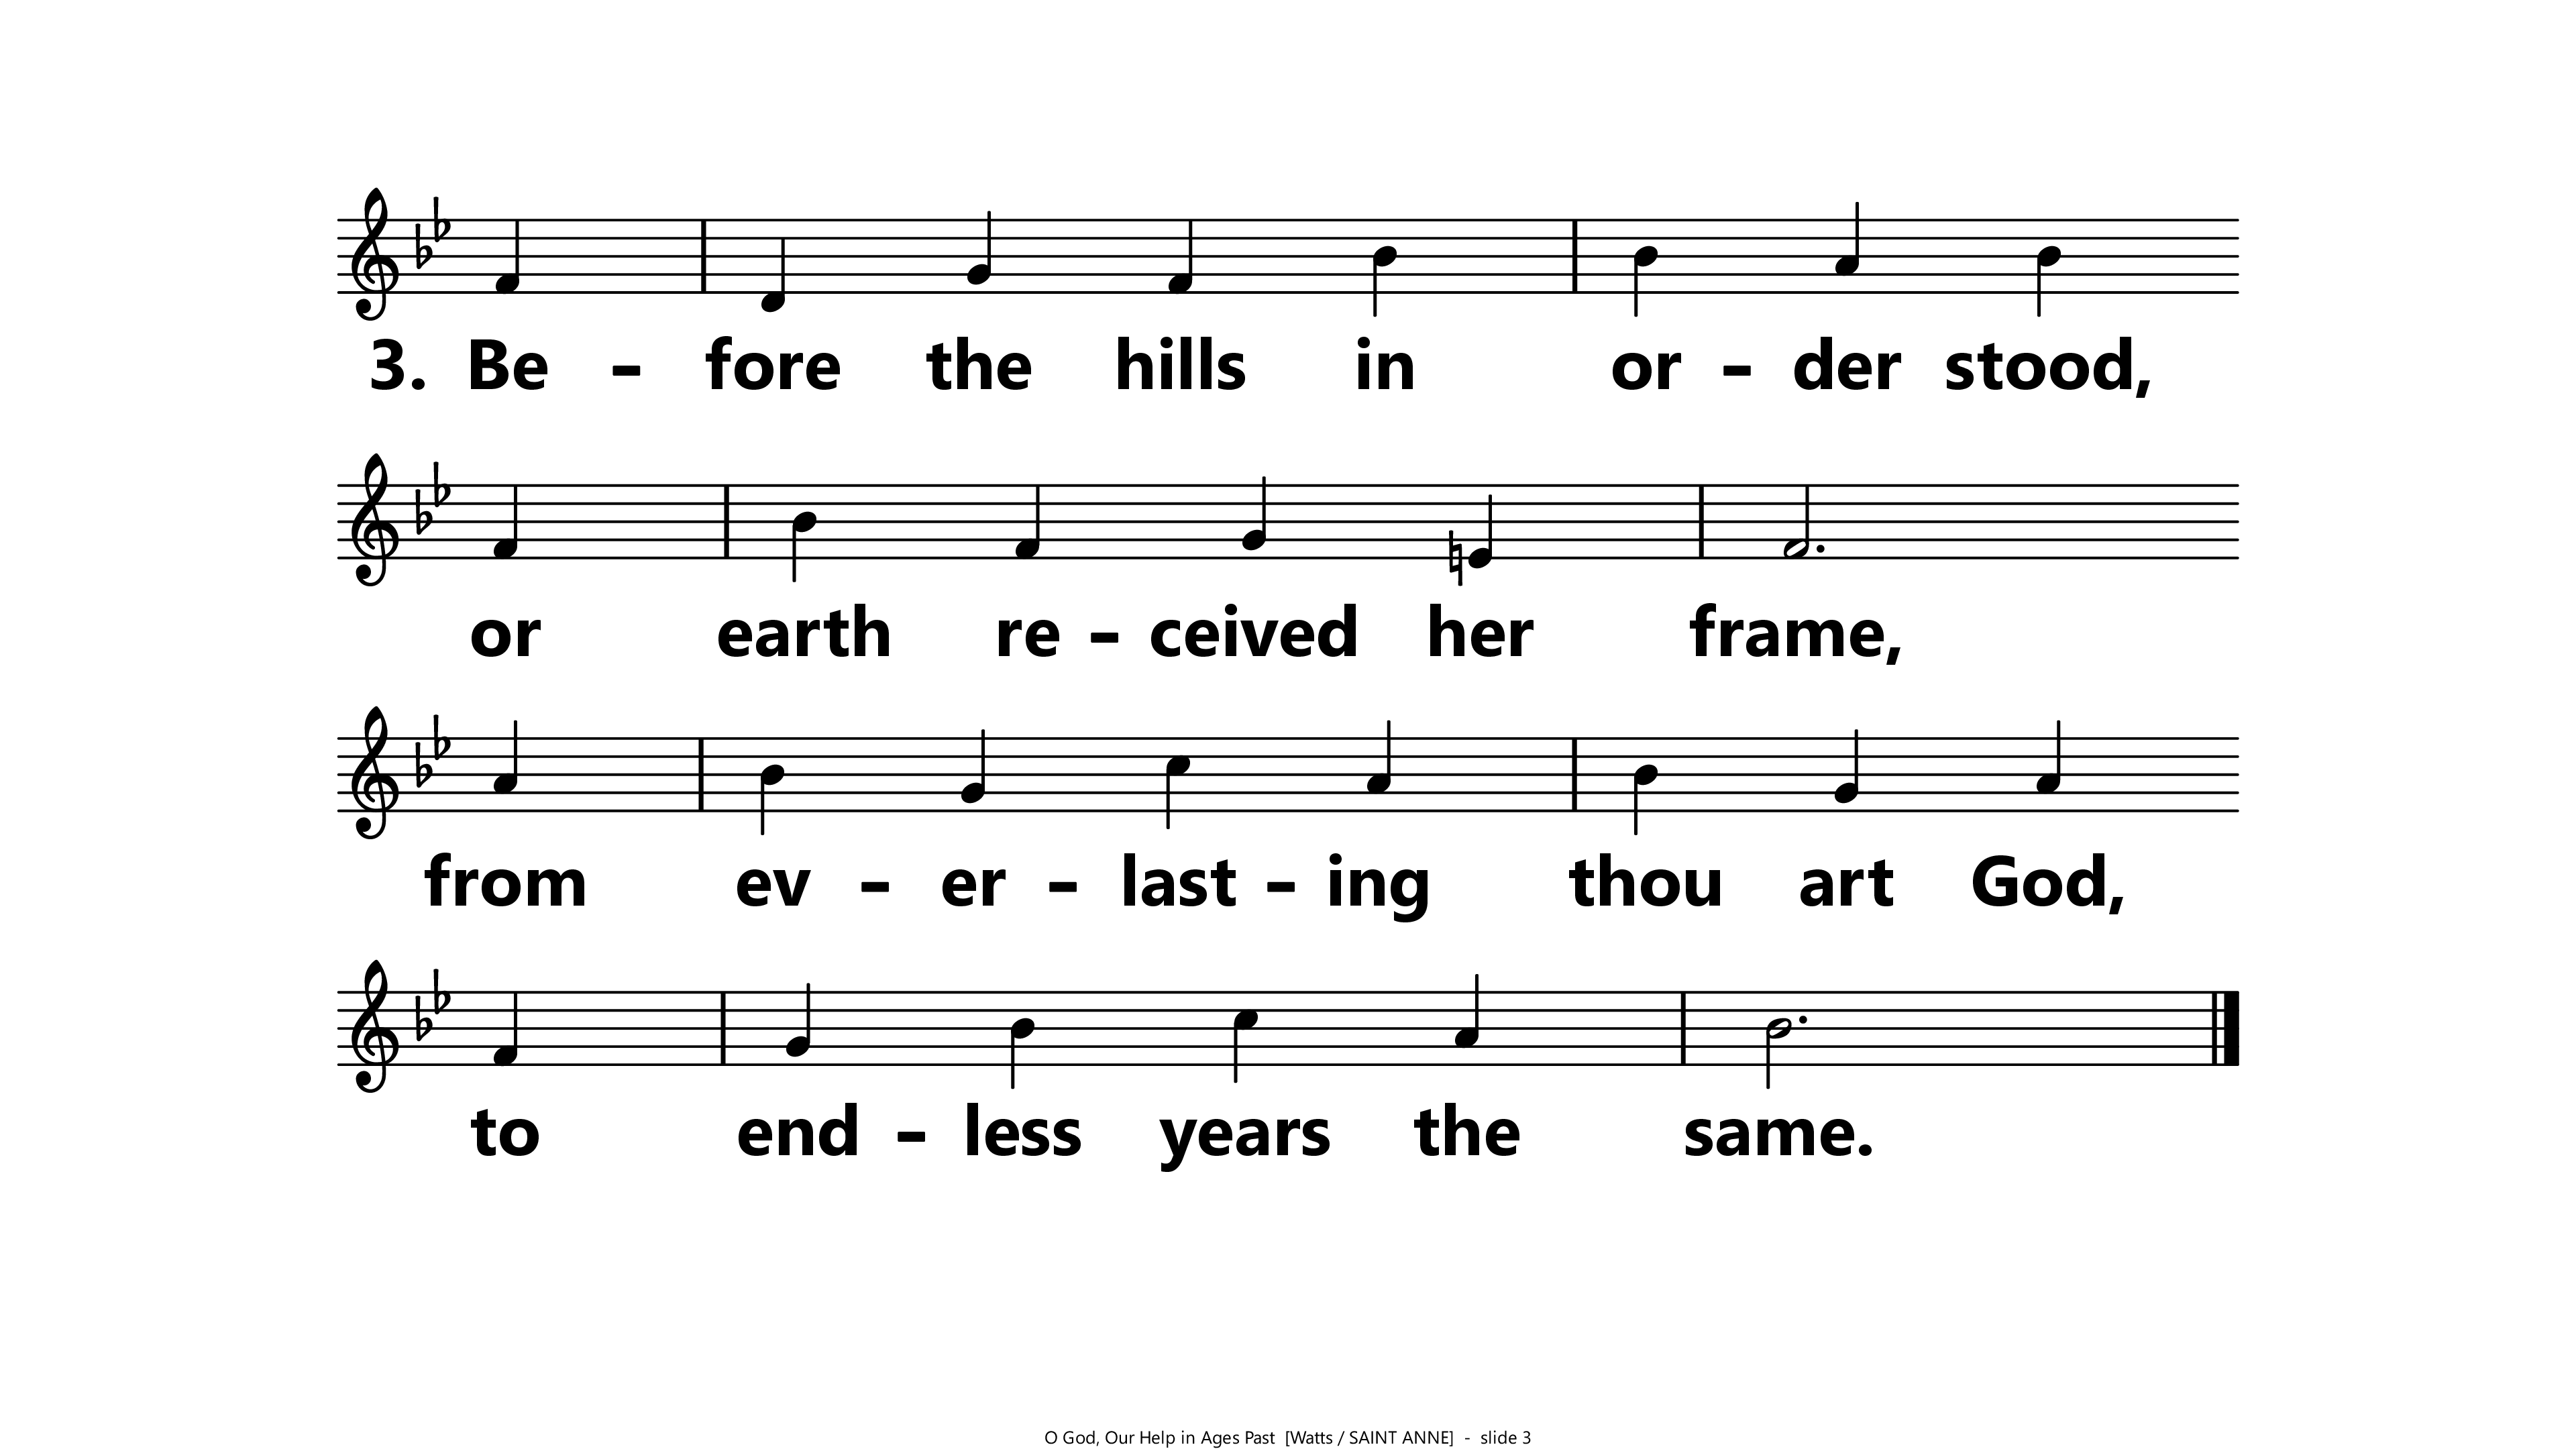 3. Be - fore the hills in or - der stood,
or earth re - ceived her frame,
from ev - er - last - ing thou art God,
to end - less years the same.
O God, Our Help in Ages Past [Watts / SAINT ANNE] - slide 3